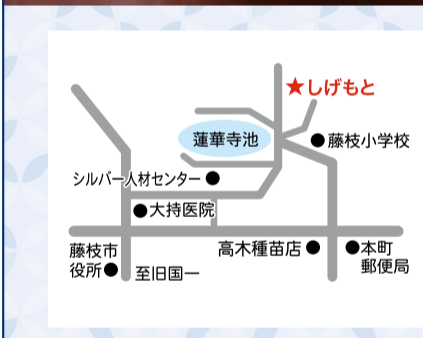 ★しげもと
蓮華寺池
藤枝小学校
シルバー人材センター
大持医院
藤枝市
役所
至旧国一
高木種苗店
本町
郵便局